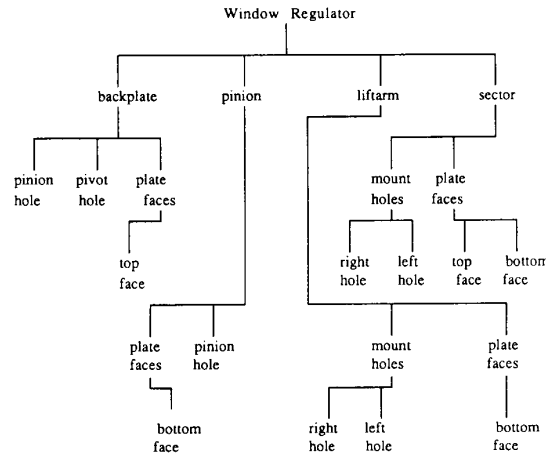 Window Regulator
backplate pinion liftarm sector
pinion hole
pivot hole
plate faces
mount holes
plate faces
top face
right hole
left hole
top face
bottom face
plate faces
pinion hole
mount holes
plate faces
bottom face
right hole
left hole
bottom face